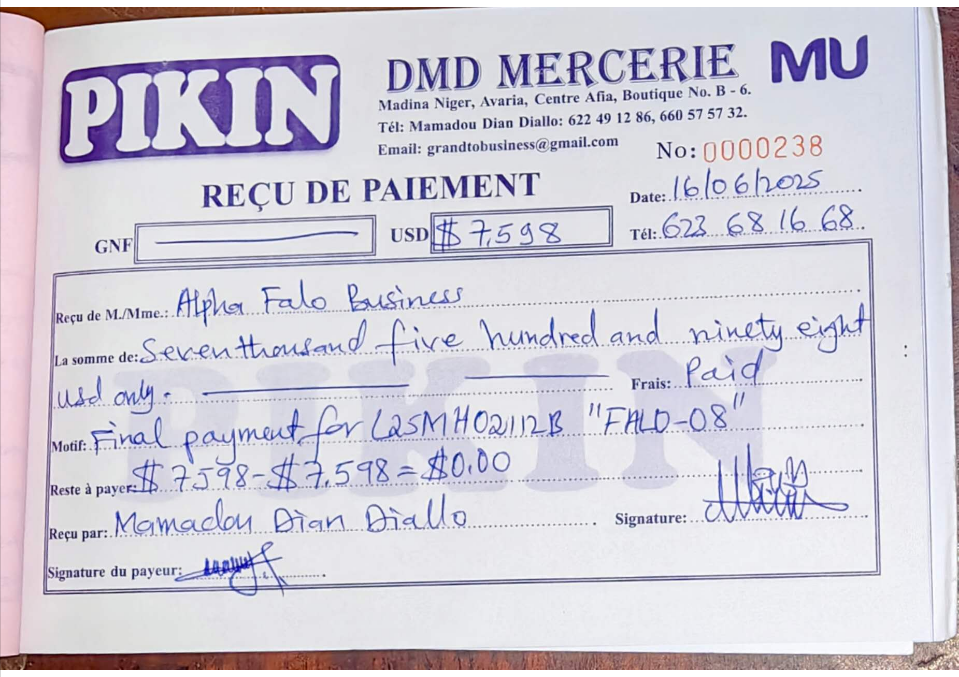 PIKIN
DMD MERCERIE MU
Madina Niger, Avaria, Centre Afia, Boutique No. B - 6.
Tél: Mamadou Dian Diallo: 622 49 12 86, 660 57 57 32.
Email: grandtobusiness@gmail.com
No: 0000238
REÇU DE PAIEMENT
Date: 16/06/2025
GNF USD $ 7,598
Tél: 623 68 16 68
Reçu de M./Mme.: Alpha Falo Business
La somme de: Seven thousand five hundred and ninety eight
usd only. Frais: Paid
Motif: Final payment for L25MH02112B "FALO-08"
Reste à payer: $ 7598-$7,598=$0.00
Reçu par: Mamadou Dian Diallo Signature:
Signature du payeur:
PIKIN